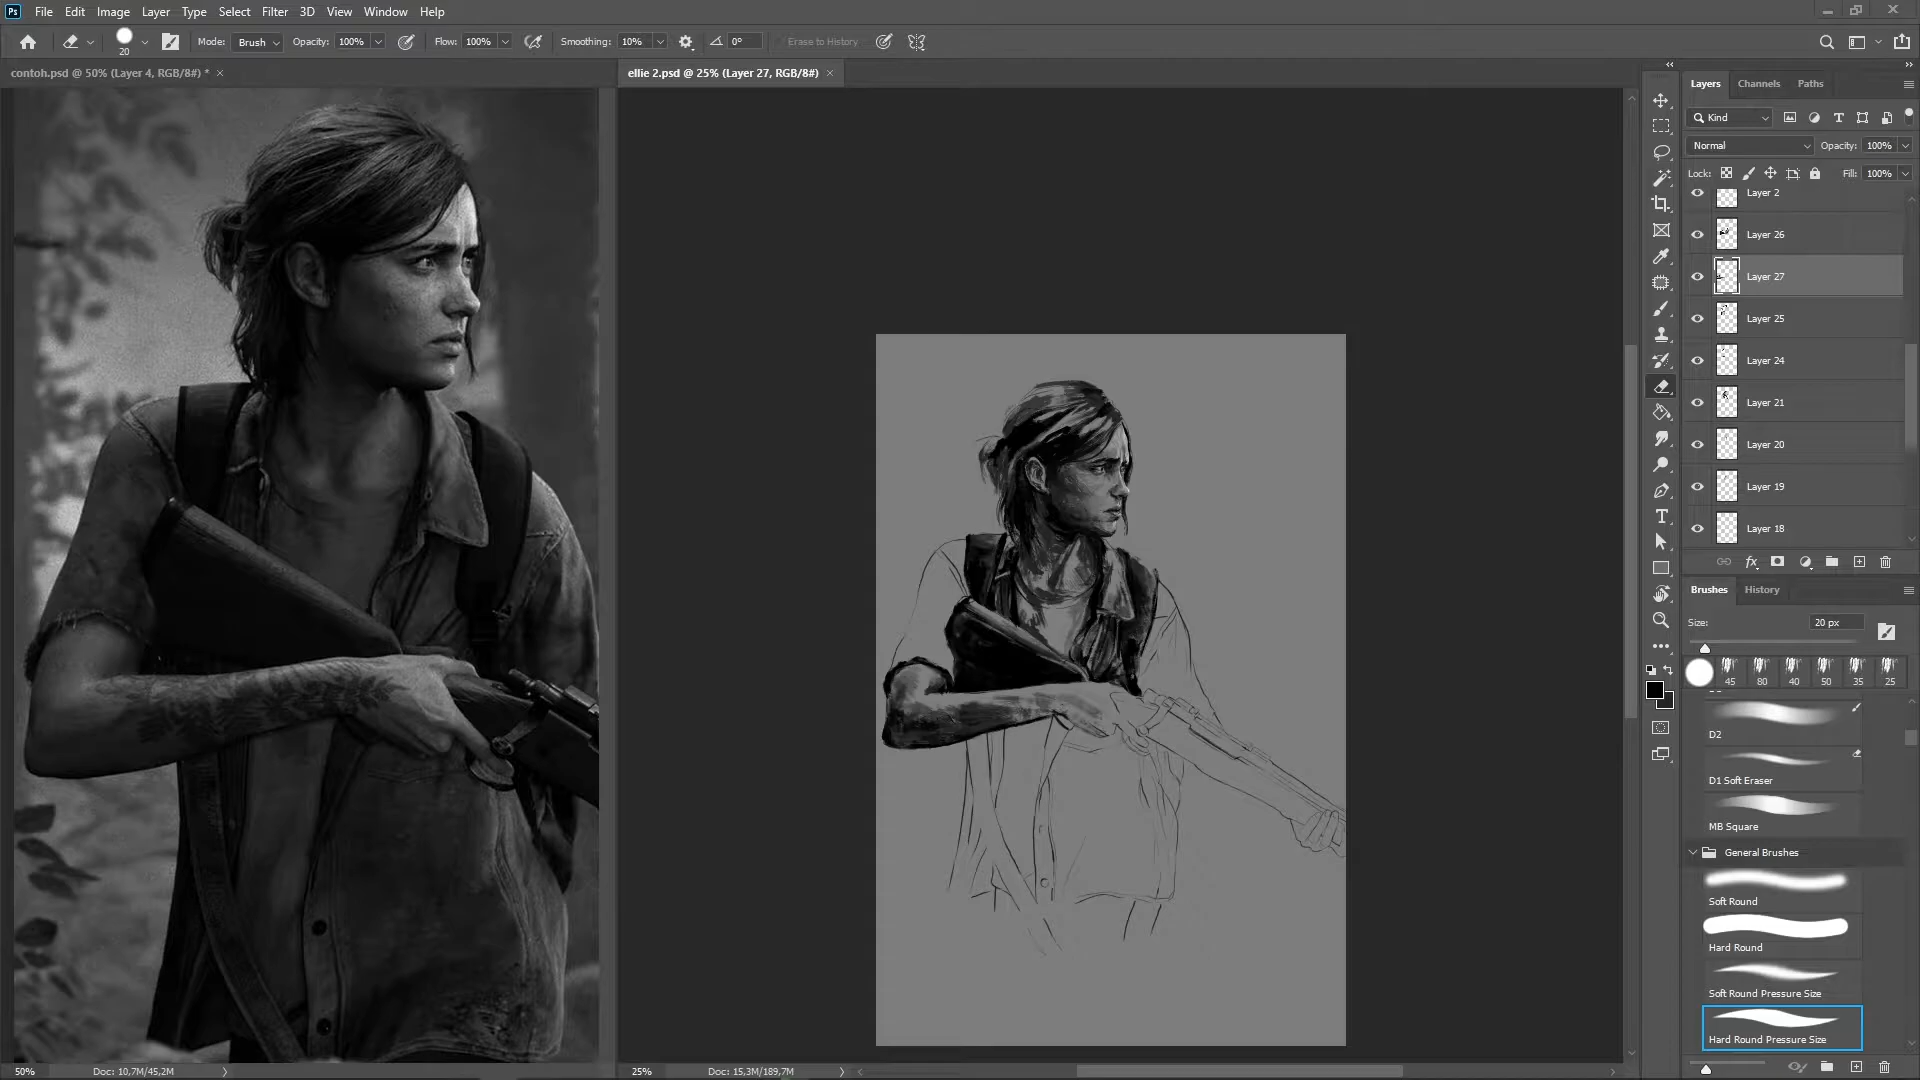 Ps File Edit Image Layer Type Select Filter 3D View Window Help
20 Mode: Brush Opacity: 100% Flow: 100% Smoothing: 10% 0° Erase to History
contoh.psd @ 50% (Layer 4, RGB/8#) * ×
ellie 2.psd @ 25% (Layer 27, RGB/8#) ×
Layers Channels Paths
Kind
Normal Opacity: 100%
Lock: Fill: 100%
Layer 2
Layer 26
Layer 27
Layer 25
Layer 24
Layer 21
Layer 20
Layer 19
Layer 18
fx
Brushes History
Size: 20 px
45 80 40 50 35 25
D2
D1 Soft Eraser
MB Square
General Brushes
Soft Round
Hard Round
Soft Round Pressure Size
Hard Round Pressure Size
50% Doc: 10,7M/45,2M
25% Doc: 15,3M/189,7M